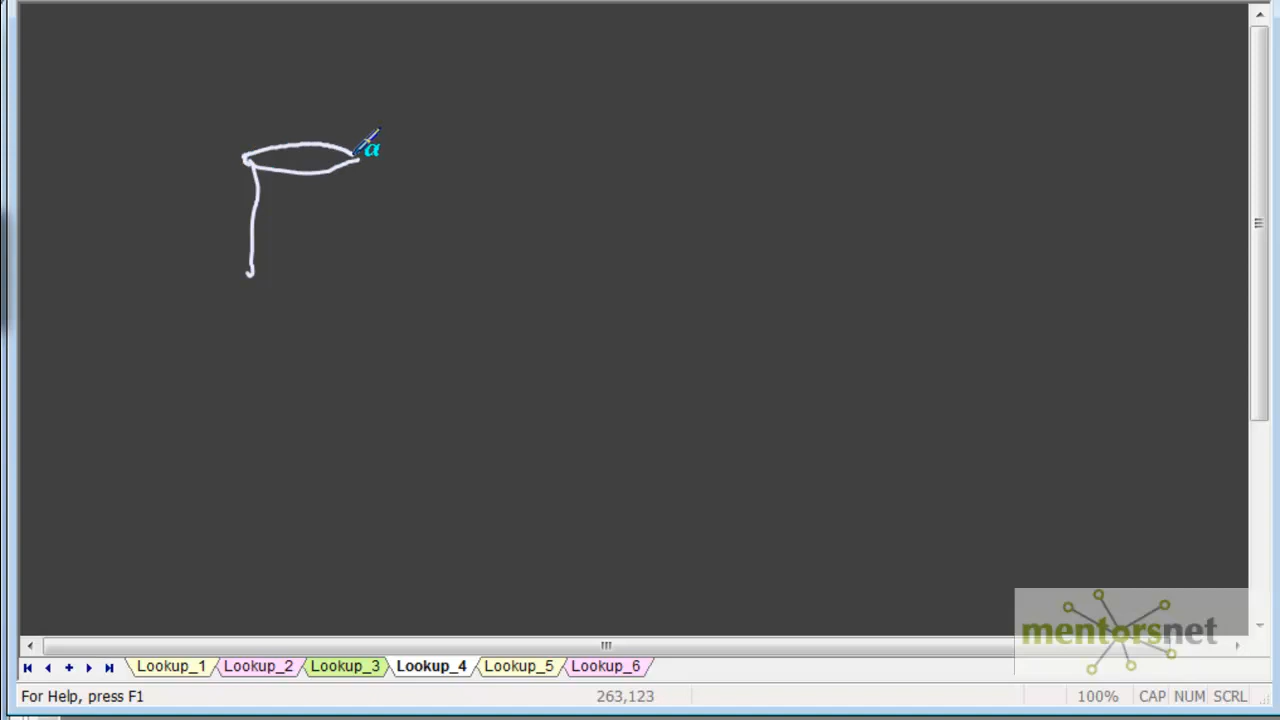 a
mentorsnet
Lookup_1 Lookup_2 Lookup_3 Lookup_4 Lookup_5 Lookup_6
For Help, press F1 263,123 100% CAP NUM SCRL